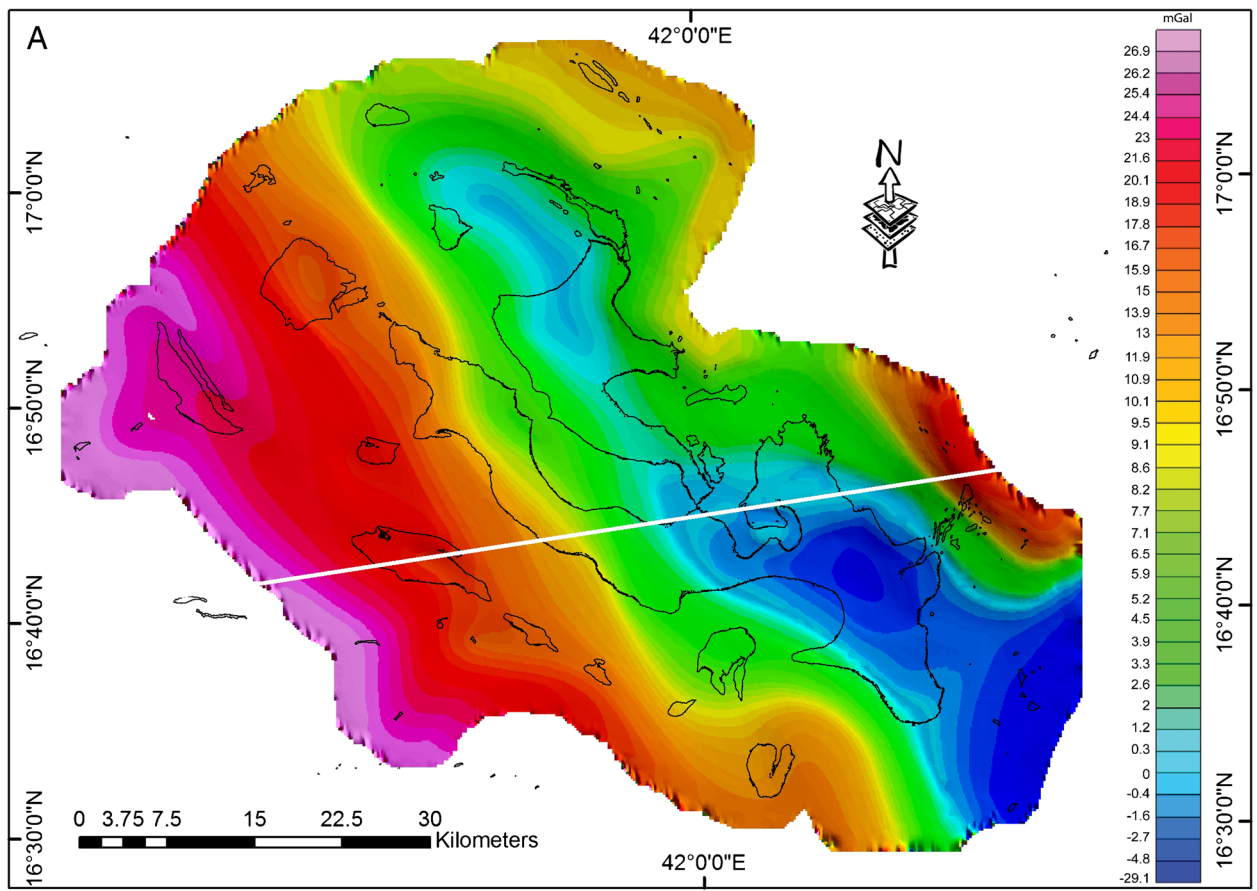 A
42°0'0"E
mGal
26.9
26.2
25.4
24.4
23
21.6
20.1
18.9
17.8
16.7
15.9
15
13.9
13
11.9
10.9
10.1
9.5
9.1
8.6
8.2
7.7
7.1
6.5
5.9
5.2
4.5
3.9
3.3
2.6
2
1.2
0.3
0
-0.4
-1.6
-2.7
-4.8
-29.1
N
17°0'0"N
16°50'0"N
16°40'0"N
16°30'0"N
17°0'0"N
16°50'0"N
16°40'0"N
16°30'0"N
0 3.75 7.5 15 22.5 30
Kilometers
42°0'0"E